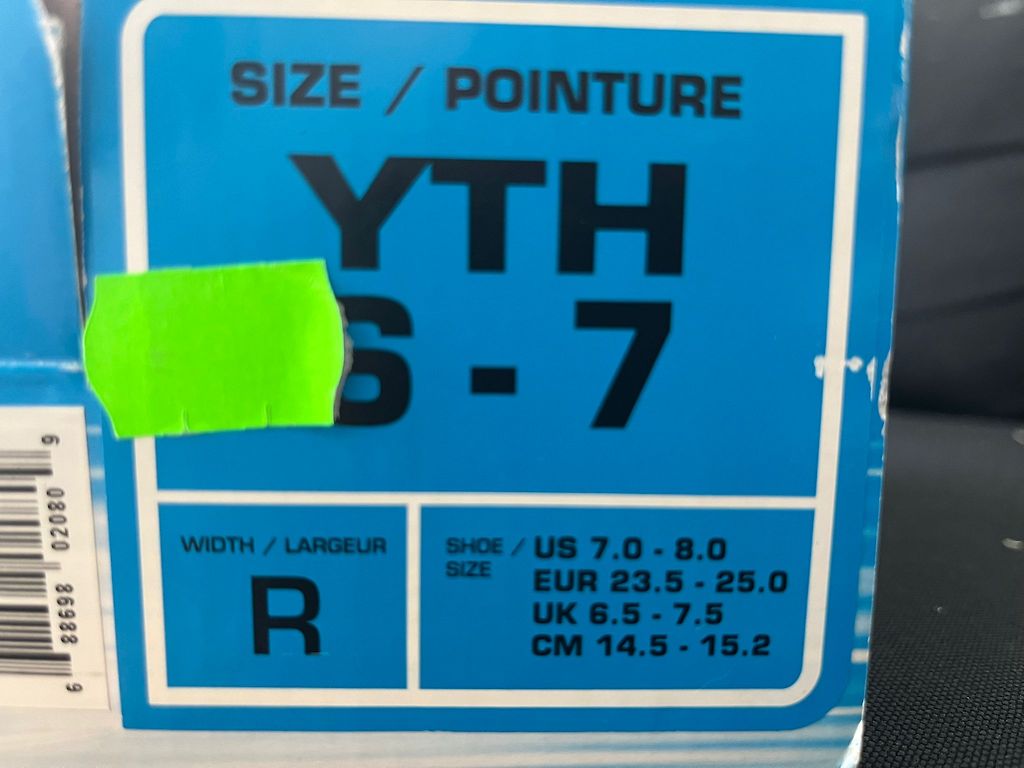 SIZE / POINTURE
YTH
6 - 7
WIDTH / LARGEUR
R
SHOE / SIZE
US 7.0 - 8.0
EUR 23.5 - 25.0
UK 6.5 - 7.5
CM 14.5 - 15.2
6 88698 02080 9